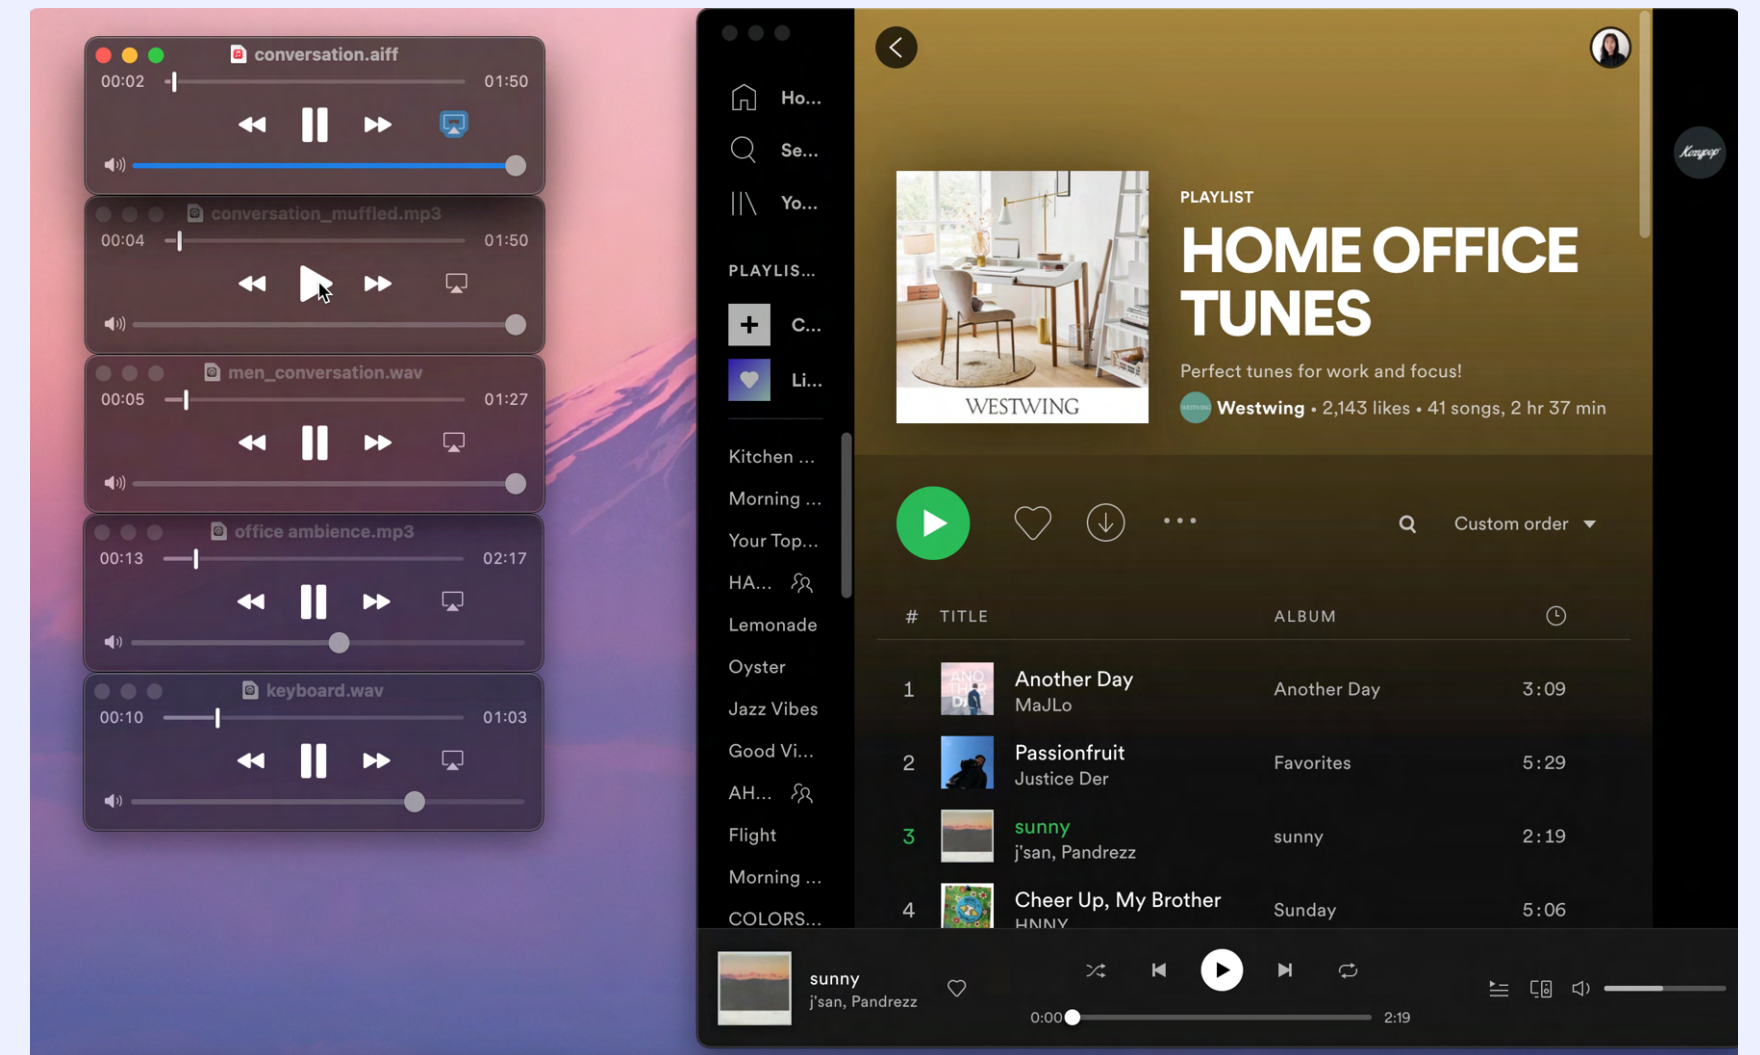 conversation.aiff
00:02
01:50
conversation_muffled.mp3
00:04
01:50
men_conversation.wav
00:05
01:27
office ambience.mp3
00:13
02:17
keyboard.wav
00:10
01:03
Ho...
Se...
Yo...
PLAYLIS...
C...
Li...
Kitchen ...
Morning ...
Your Top...
HA...
Lemonade
Oyster
Jazz Vibes
Good Vi...
AH...
Flight
Morning ...
COLORS...
WESTWING
PLAYLIST
HOME OFFICE
TUNES
Perfect tunes for work and focus!
Westwing • 2,143 likes • 41 songs, 2 hr 37 min
Kozypop
Custom order
# TITLE ALBUM
1 Another Day Another Day 3:09
MaJLo
2 Passionfruit Favorites 5:29
Justice Der
3 sunny sunny 2:19
j'san, Pandrezz
4 Cheer Up, My Brother Sunday 5:06
HNNY
sunny
j'san, Pandrezz
0:00
2:19